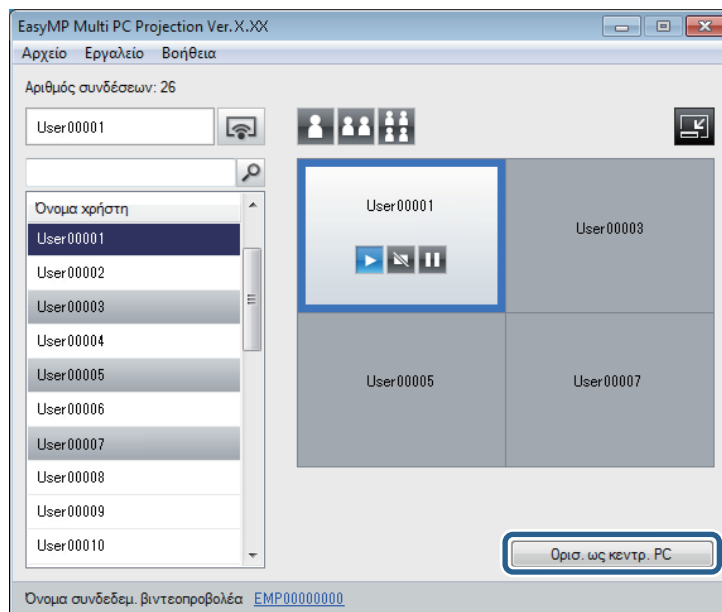 EasyMP Multi PC Projection Ver.X.XX
Αρχείο Εργαλείο Βοήθεια
Αριθμός συνδέσεων: 26
User00001
Όνομα χρήστη
User00001
User00002
User00003
User00004
User00005
User00006
User00007
User00008
User00009
User00010
User00001
User00003
User00005
User00007
Ορισ. ως κεντρ. PC
Όνομα συνδεδεμ. βιντεοπροβολέα EMP00000000